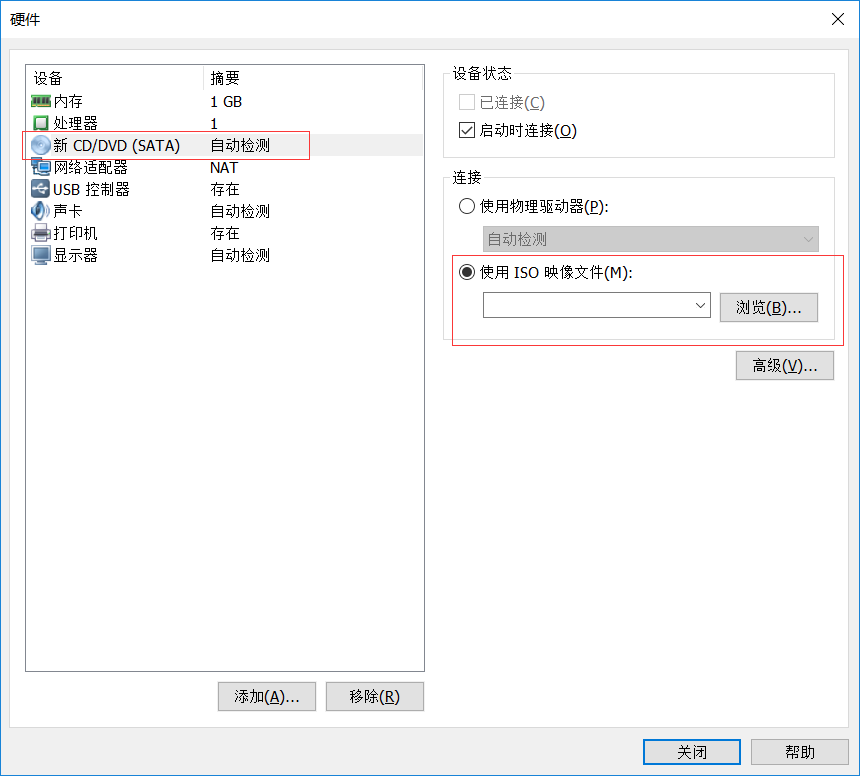 硬件
设备 摘要
内存 1 GB
处理器 1
新 CD/DVD (SATA) 自动检测
网络适配器 NAT
USB 控制器 存在
声卡 自动检测
打印机 存在
显示器 自动检测
添加(A)... 移除(R)
设备状态
已连接(C)
启动时连接(O)
连接
使用物理驱动器(P):
自动检测
使用 ISO 映像文件(M):
浏览(B)...
高级(V)...
关闭 帮助